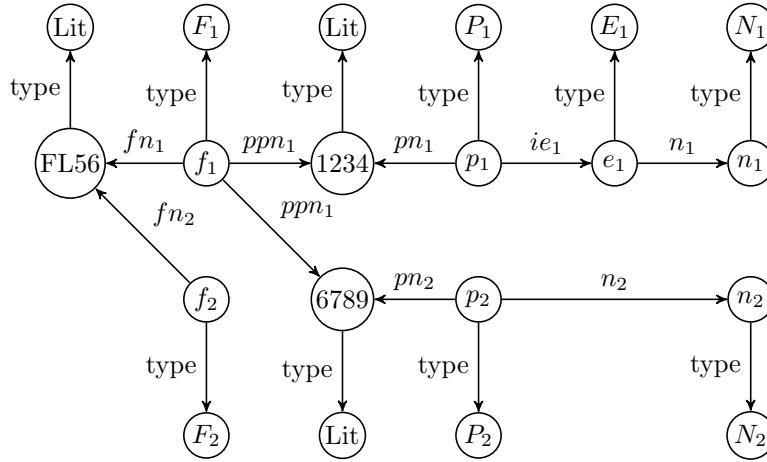 Lit F₁ Lit P₁ E₁ N₁
type type type type type type
fn₁ ppn₁ pn₁ ie₁ n₁
FL56 f₁ 1234 p₁ e₁ n₁
fn₂ ppn₁
pn₂ n₂
f₂ 6789 p₂ n₂
type type type type
F₂ Lit P₂ N₂